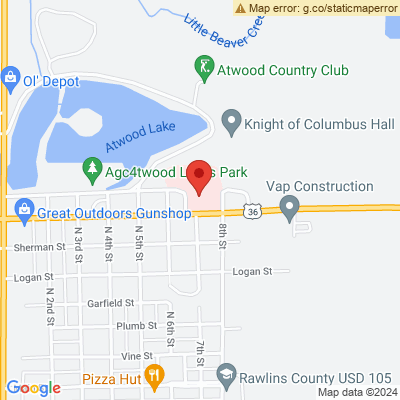 Map error: g.co/staticmaperror
Little Beaver Creek
Atwood Country Club
Ol' Depot
Atwood Lake
Knight of Columbus Hall
Agc4twood L
s Park
Vap Construction
Great Outdoors Gunshop
36
N 3rd St
N 4th St
N 5th St
8th St
Sherman St
Logan St
Logan St
N 2nd St
Garfield St
N 6th St
Plumb St
7th St
Vine St
Pizza Hut
Rawlins County USD 105
Google
Map data ©2024